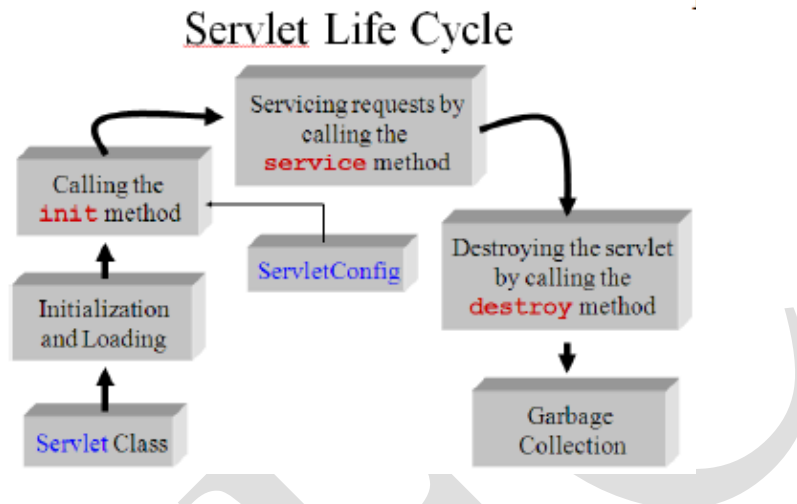 Servlet Life Cycle
Servicing requests by
calling the
service method
Calling the
init method
ServletConfig
Destroying the servlet
by calling the
destroy method
Initialization
and Loading
Servlet Class
Garbage
Collection